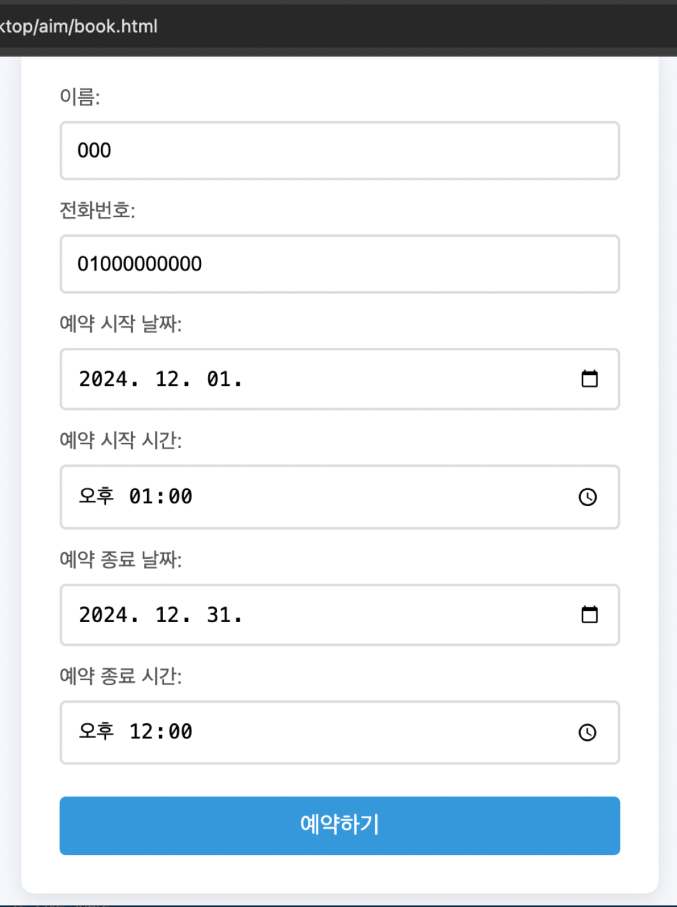 ktop/aim/book.html
이름:
000
전화번호:
01000000000
예약 시작 날짜:
2024. 12. 01.
예약 시작 시간:
오후 01:00
예약 종료 날짜:
2024. 12. 31.
예약 종료 시간:
오후 12:00
예약하기